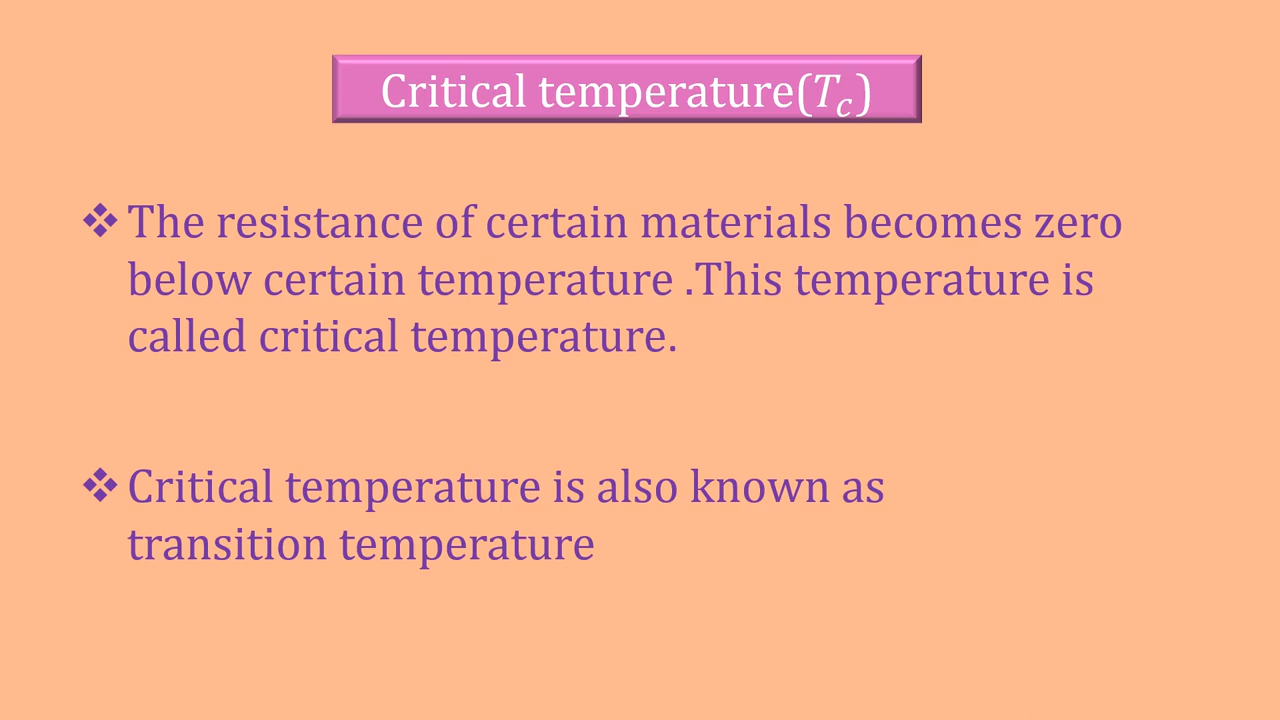 Critical temperature(T_c)
❖ The resistance of certain materials becomes zero
below certain temperature .This temperature is
called critical temperature.
❖ Critical temperature is also known as
transition temperature